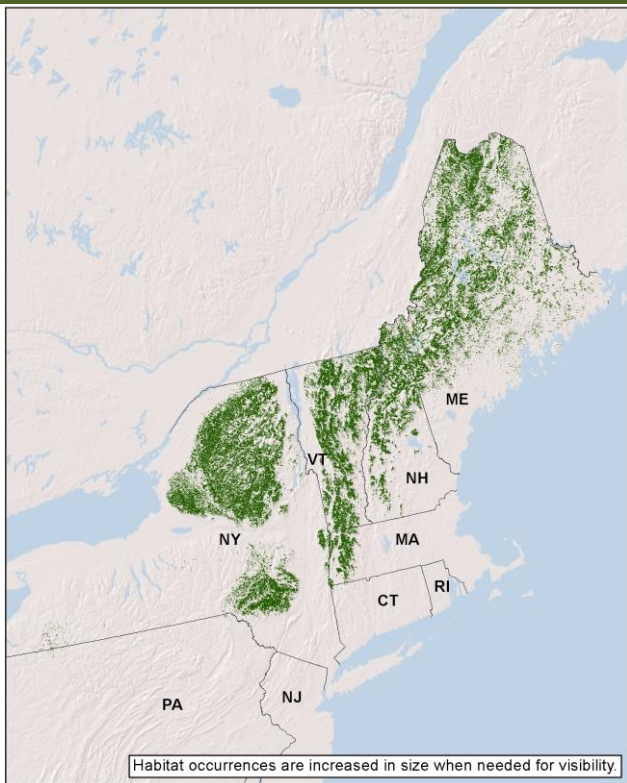 ME
VT
NH
NY
MA
CT
RI
PA
NJ
Habitat occurrences are increased in size when needed for visibility.